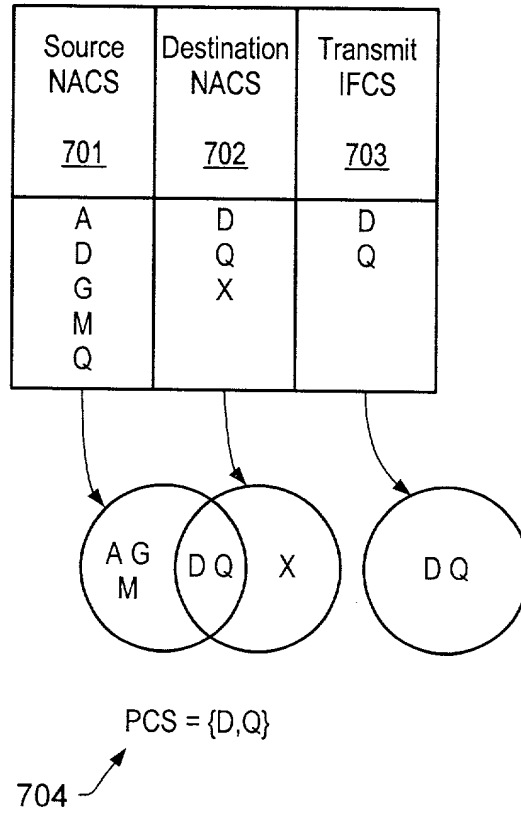 Source NACS
701
Destination NACS
702
Transmit IFCS
703
A
D
G
M
Q
D
Q
X
D
Q
A G
M
D Q
X
D Q
PCS = {D,Q}
704